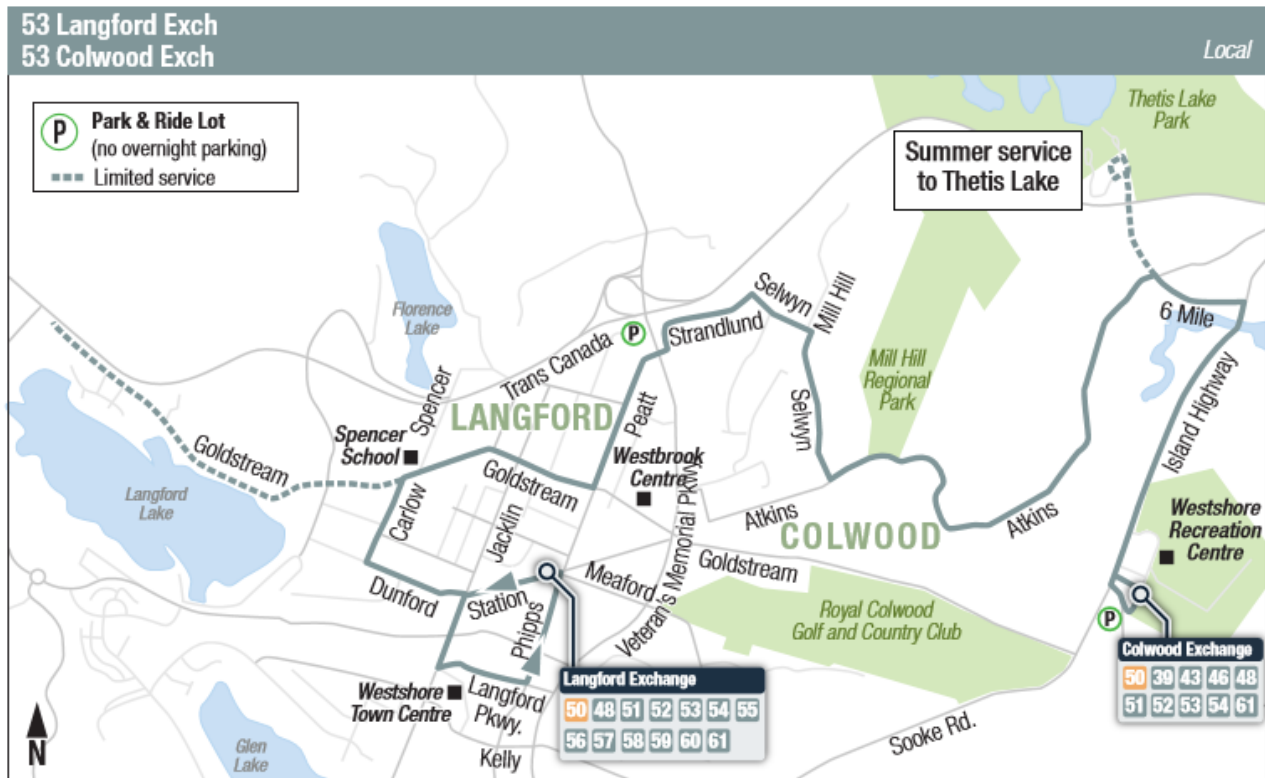 53 Langford Exch
53 Colwood Exch
Local
P
Park & Ride Lot
(no overnight parking)
Limited service
Thetis Lake
Park
Summer service
to Thetis Lake
Selwyn
Mill Hill
6 Mile
Florence
Lake
Trans Canada
P
Strandlund
Mill Hill
Regional
Park
Island Highway
Spencer
LANGFORD
Peatt
Selwyn
Spencer
School
Goldstream
Westbrook
Centre
Goldstream
Langford
Lake
Carlow
Jacklin
Veteran's Memorial Pkwy.
Atkins
COLWOOD
Atkins
Westshore
Recreation
Centre
Dunford
Station
Meaford
Goldstream
Phipps
Royal Colwood
Golf and Country Club
P
Westshore
Town Centre
Langford
Pkwy.
Langford Exchange
50 48 51 52 53 54 55
56 57 58 59 60 61
Colwood Exchange
50 39 43 46 48
51 52 53 54 61
Sooke Rd.
Kelly
Glen
Lake
N